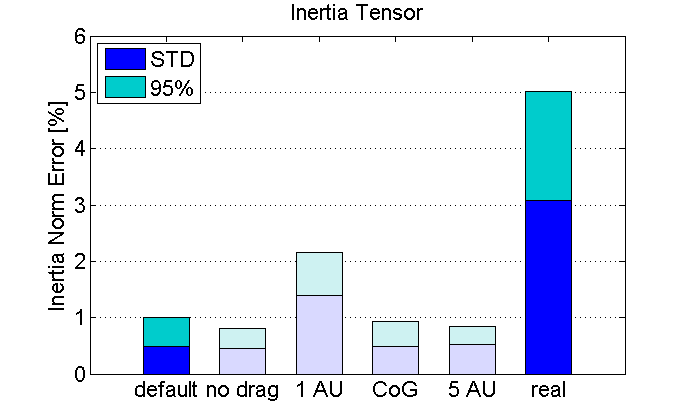 Inertia Tensor
Inertia Norm Error [%]
6
5
4
3
2
1
0
STD
95%
default no drag 1 AU CoG 5 AU real